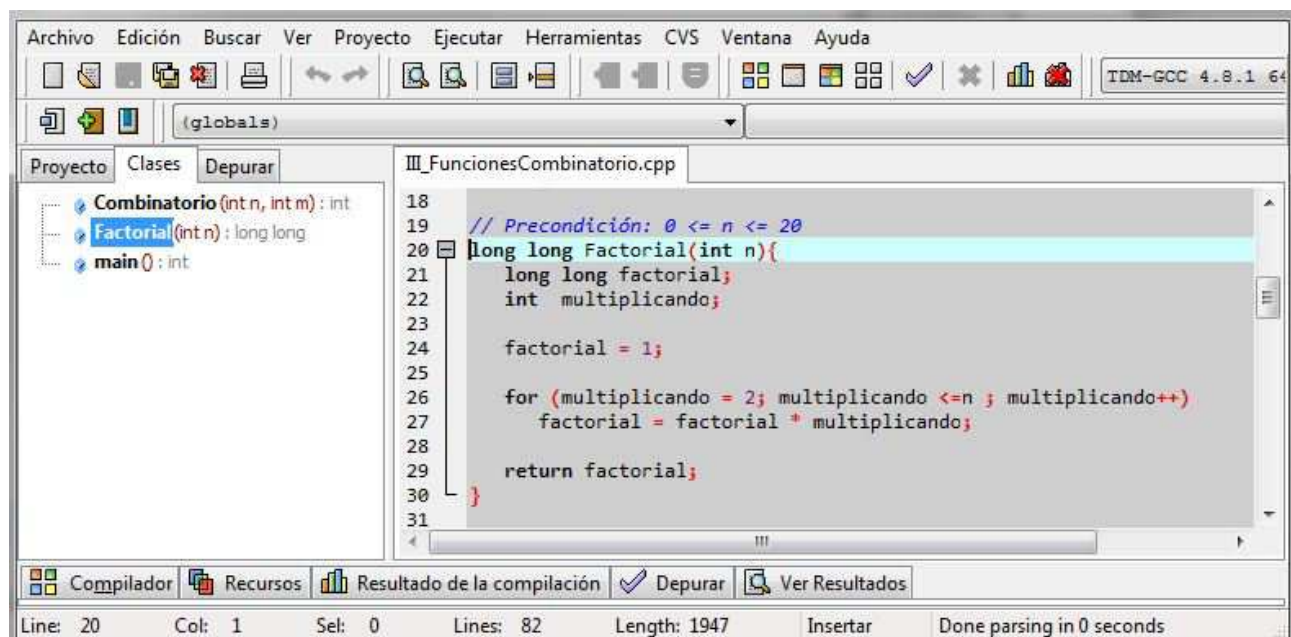 Archivo Edición Buscar Ver Proyecto Ejecutar Herramientas CVS Ventana Ayuda
TDM-GCC 4.8.1 64
(globals)
Proyecto Clases Depurar
III_FuncionesCombinatorio.cpp
Combinatorio (int n, int m) : int
Factorial (int n) : long long
main () : int
18
19 // Precondición: 0 <= n <= 20
20 long long Factorial(int n){
21 long long factorial;
22 int multiplicando;
23
24 factorial = 1;
25
26 for (multiplicando = 2; multiplicando <=n ; multiplicando++)
27 factorial = factorial * multiplicando;
28
29 return factorial;
30 }
31
Compilador Recursos Resultado de la compilación Depurar Ver Resultados
Line: 20 Col: 1 Sel: 0 Lines: 82 Length: 1947 Insertar Done parsing in 0 seconds